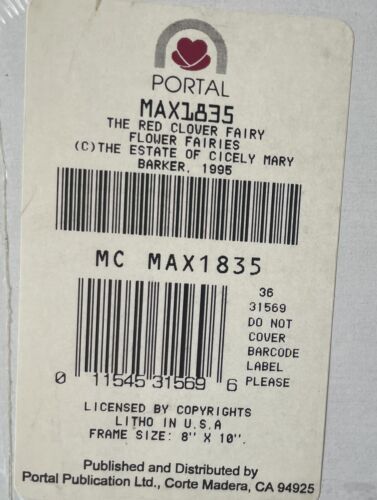 PORTAL
MAX1835
THE RED CLOVER FAIRY
FLOWER FAIRIES
(C)THE ESTATE OF CICELY MARY
BARKER, 1995
MC MAX1835
36
31569
DO NOT
COVER
BARCODE
LABEL
PLEASE
0 11545 31569 6
LICENSED BY COPYRIGHTS
LITHO IN U.S.A
FRAME SIZE: 8" X 10".
Published and Distributed by
Portal Publication Ltd., Corte Madera, CA 94925